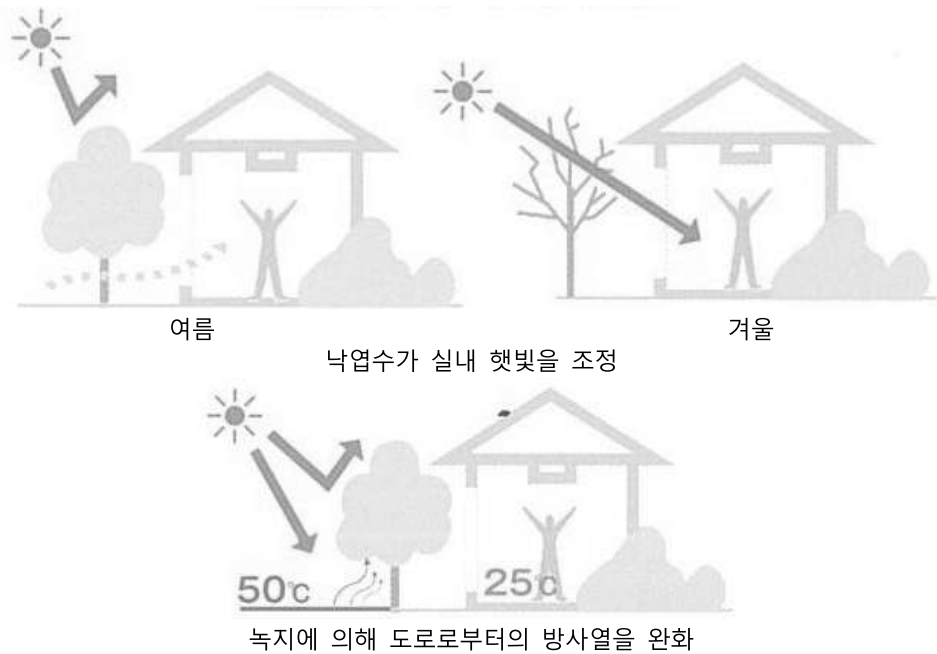 여름
겨울
낙엽수가 실내 햇빛을 조정
50℃
25℃
녹지에 의해 도로로부터의 방사열을 완화